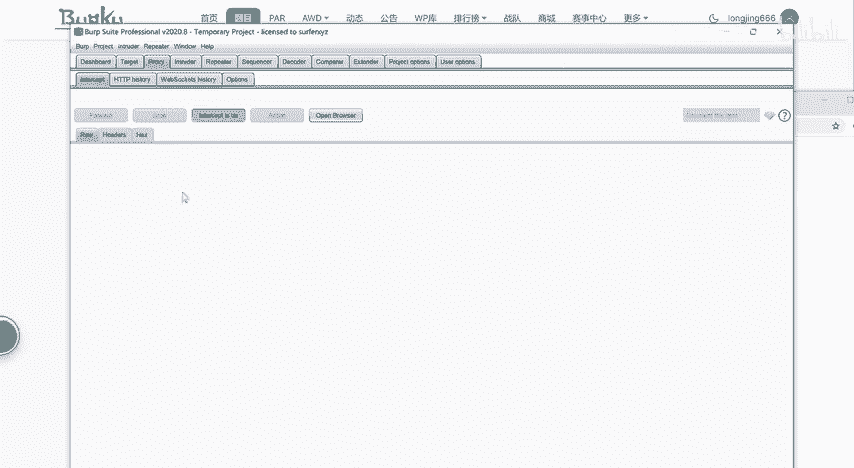 Bugku 首页 题目 PAR AWD 动态 公告 WP库 排行榜 战队 商城 赛事中心 更多 longjing666
Burp Suite Professional v2020.8 - Temporary Project - licensed to surferxyz
Burp Project Intruder Repeater Window Help
Dashboard Target Proxy Intruder Repeater Sequencer Decoder Comparer Extender Project options User options
Intercept HTTP history WebSockets history Options
Forward Drop Intercept is on Action Open Browser
Raw Headers Hex